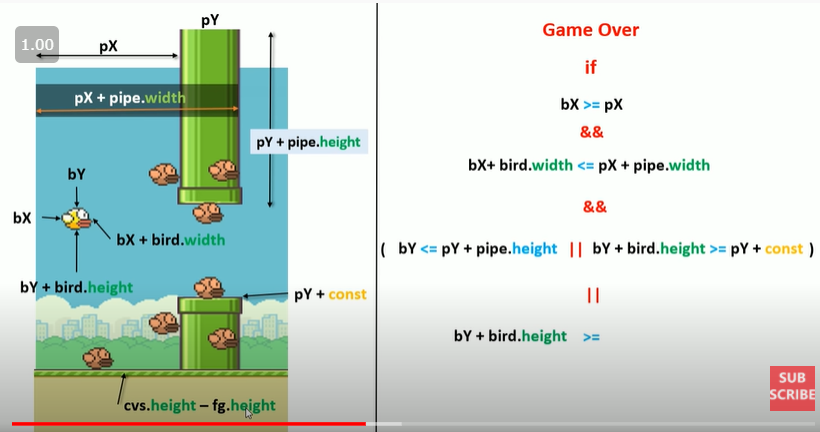 1.00
pY
pX
pX + pipe.width
pY + pipe.height
bY
bX
bX + bird.width
bY + bird.height
pY + const
cvs.height – fg.height
Game Over
if
bX >= pX
&&
bX+ bird.width <= pX + pipe.width
&&
( bY <= pY + pipe.height || bY + bird.height >= pY + const )
||
bY + bird.height >=
SUB
SCRIBE